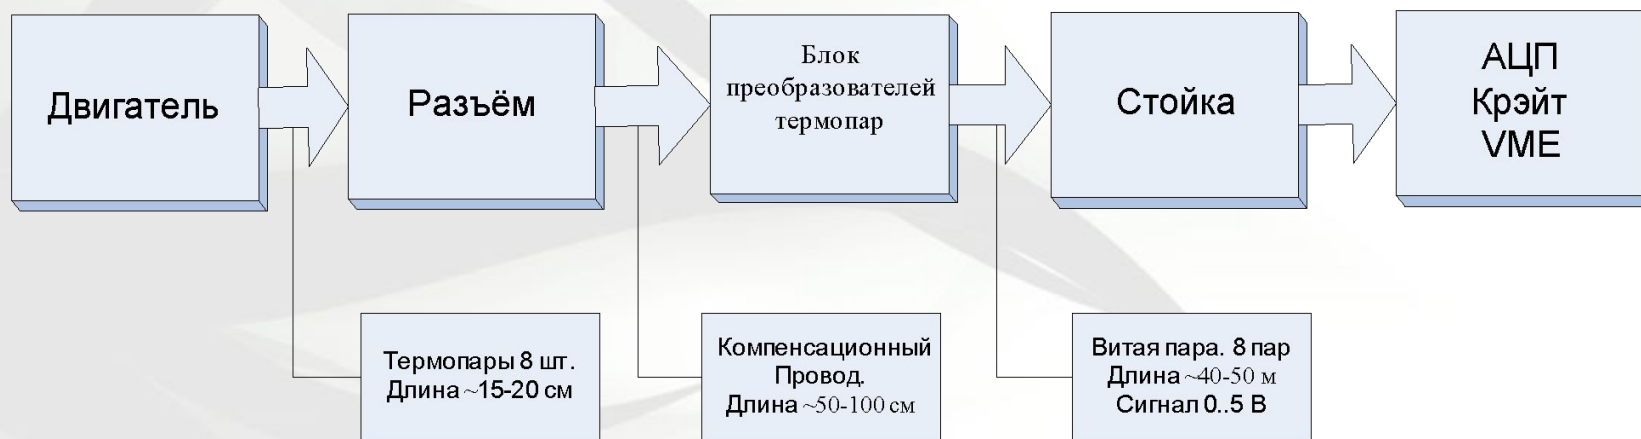 Двигатель
Разъём
Блок
преобразователей
термопар
Стойка
АЦП
Крэйт
VME
Термопары 8 шт.
Длина ~15-20 см
Компенсационный
Провод.
Длина ~50-100 см
Витая пара. 8 пар
Длина ~40-50 м
Сигнал 0..5 В